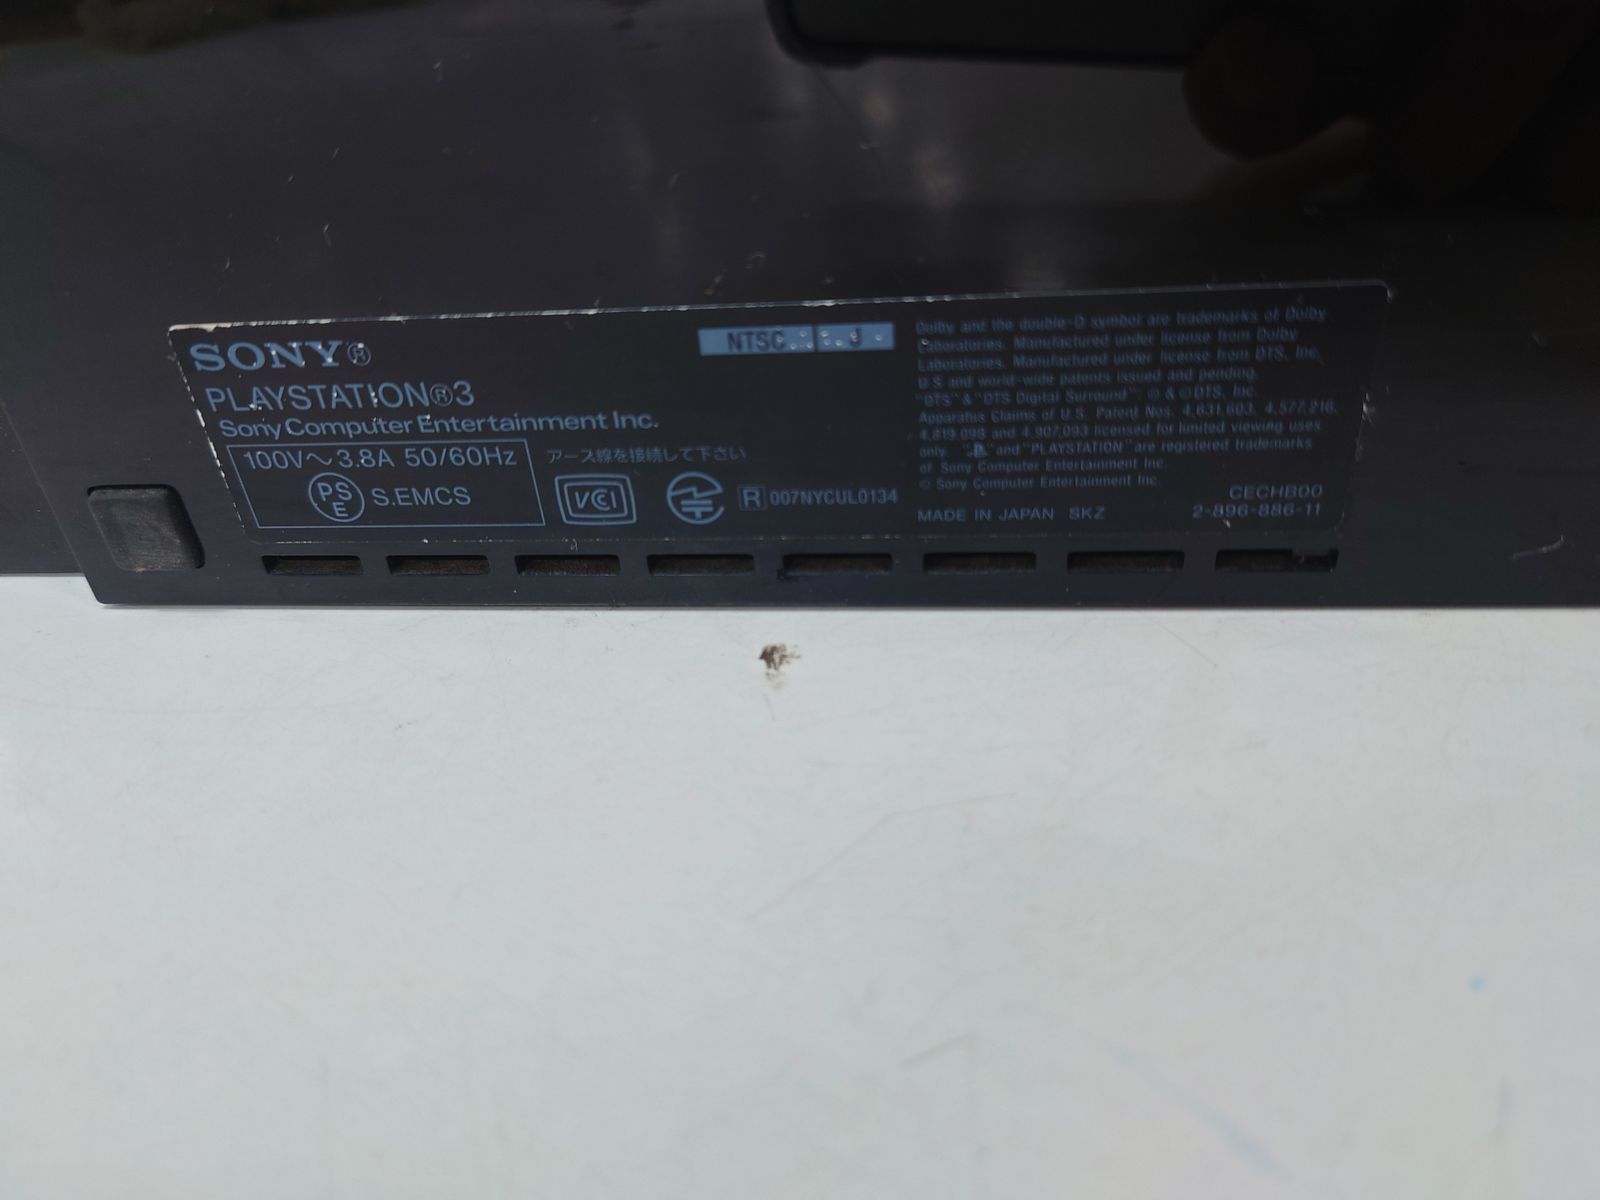 SONY®
PLAYSTATION®3
Sony Computer Entertainment Inc.
100V～3.8A 50/60Hz
PS
E
S.EMCS
アース線を接続して下さい
VCCI
R 007NYCUL0134
NTSC J
Dolby and the double-D symbol are trademarks of Dolby
Laboratories. Manufactured under license from Dolby
Laboratories. Manufactured under license from DTS, Inc.
U.S and world-wide patents issued and pending.
"DTS" & "DTS Digital Surround". ℗ & © DTS, Inc.
Apparatus Claims of U.S. Patent Nos. 4,631,603, 4,577,216,
4,819,098 and 4,907,093 licensed for limited viewing uses
only. " " and "PLAYSTATION" are registered trademarks
of Sony Computer Entertainment Inc.
© Sony Computer Entertainment Inc.
CECHB00
MADE IN JAPAN SKZ 2-896-886-11